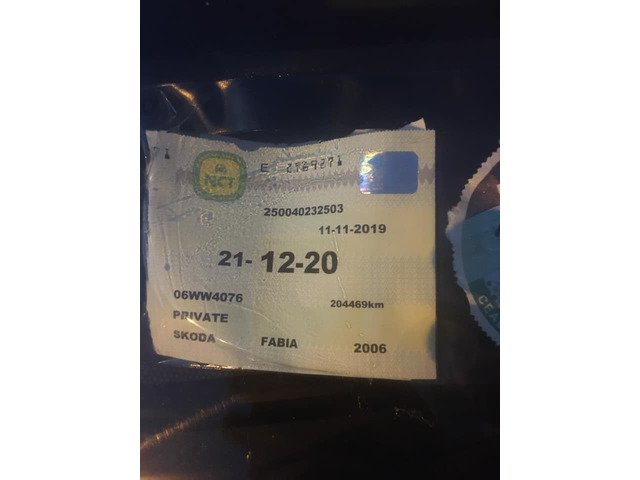 E
NCT
250040232503
11-11-2019
21- 12-20
06WW4076
204469km
PRIVATE
SKODA FABIA 2006